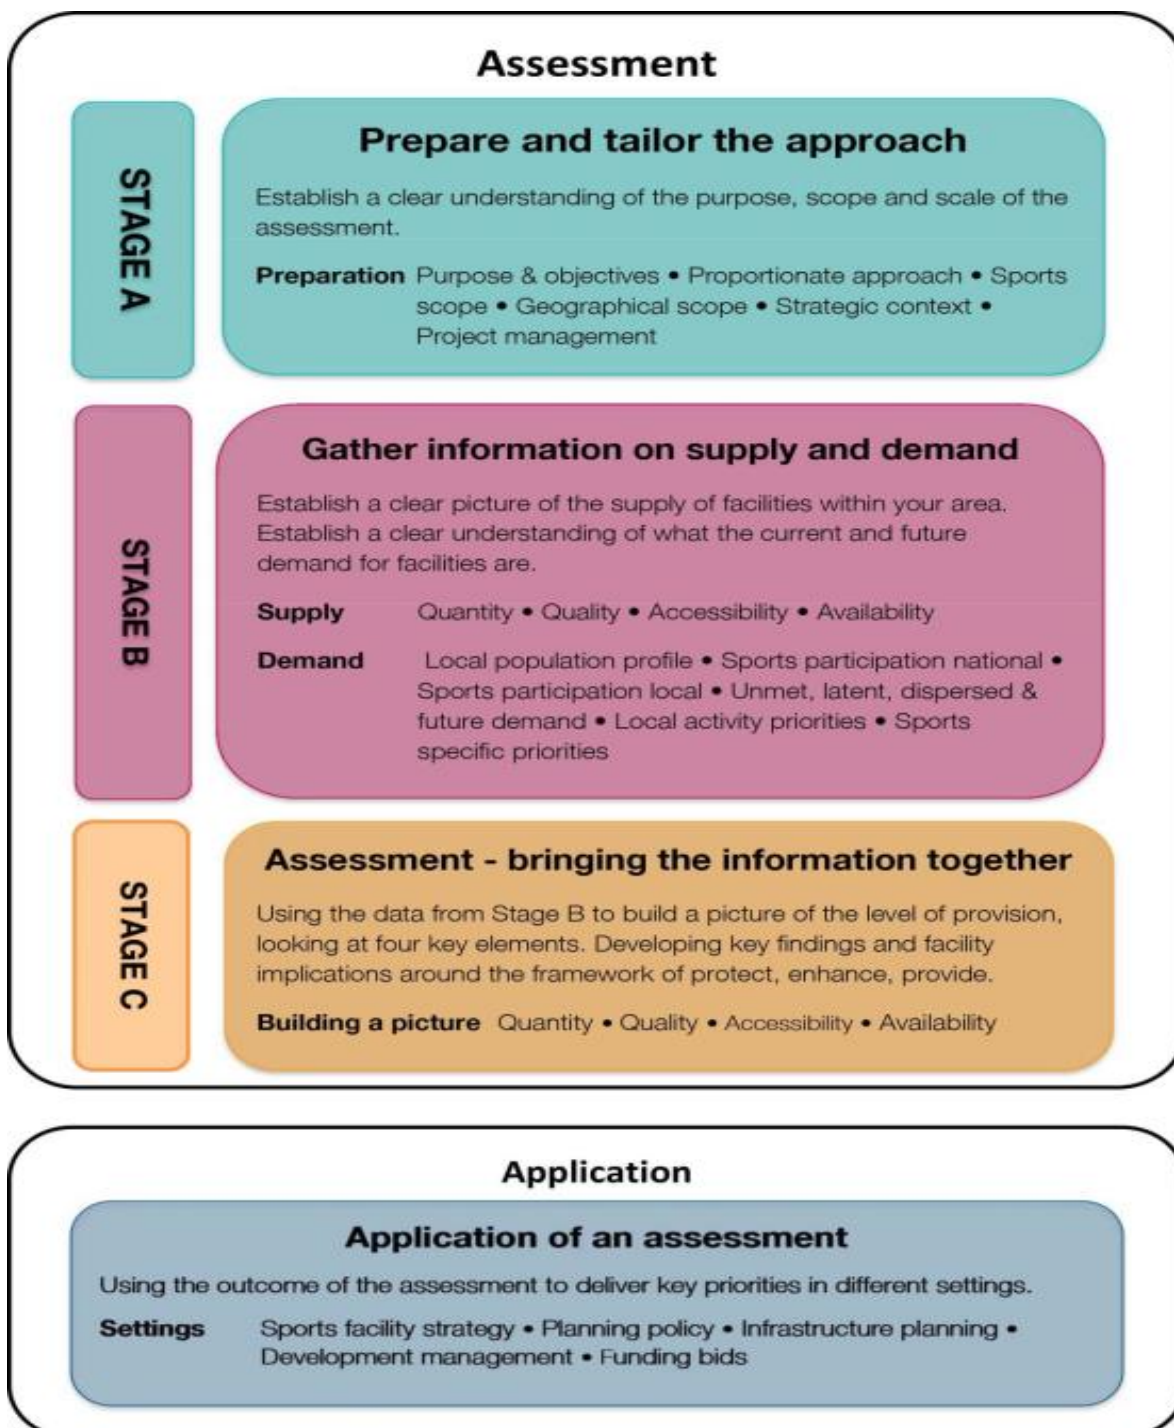 Assessment
STAGE A
Prepare and tailor the approach
Establish a clear understanding of the purpose, scope and scale of the
assessment.
Preparation Purpose & objectives • Proportionate approach • Sports
scope • Geographical scope • Strategic context •
Project management
STAGE B
Gather information on supply and demand
Establish a clear picture of the supply of facilities within your area.
Establish a clear understanding of what the current and future
demand for facilities are.
Supply Quantity • Quality • Accessibility • Availability
Demand Local population profile • Sports participation national •
Sports participation local • Unmet, latent, dispersed &
future demand • Local activity priorities • Sports
specific priorities
STAGE C
Assessment - bringing the information together
Using the data from Stage B to build a picture of the level of provision,
looking at four key elements. Developing key findings and facility
implications around the framework of protect, enhance, provide.
Building a picture Quantity • Quality • Accessibility • Availability
Application
Application of an assessment
Using the outcome of the assessment to deliver key priorities in different settings.
Settings Sports facility strategy • Planning policy • Infrastructure planning •
Development management • Funding bids